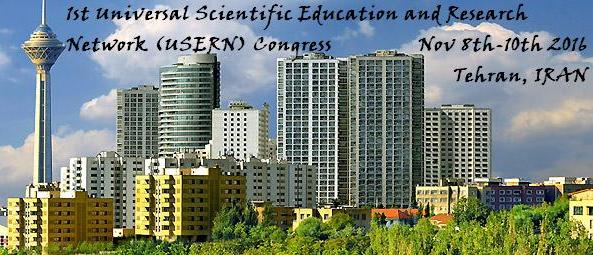 1st Universal Scientific Education and Research
Network (USERN) Congress Nov 8th-10th 2016
Tehran, IRAN